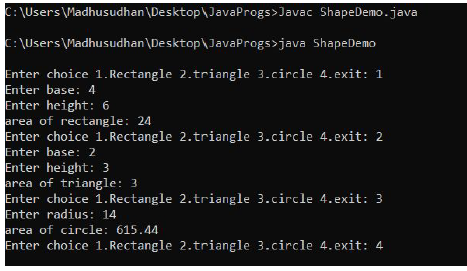 C:\Users\Madhusudhan\Desktop\JavaProgs>Javac ShapeDemo.java
C:\Users\Madhusudhan\Desktop\JavaProgs>java ShapeDemo
Enter choice 1.Rectangle 2.triangle 3.circle 4.exit: 1
Enter base: 4
Enter height: 6
area of rectangle: 24
Enter choice 1.Rectangle 2.triangle 3.circle 4.exit: 2
Enter base: 2
Enter height: 3
area of triangle: 3
Enter choice 1.Rectangle 2.triangle 3.circle 4.exit: 3
Enter radius: 14
area of circle: 615.44
Enter choice 1.Rectangle 2.triangle 3.circle 4.exit: 4